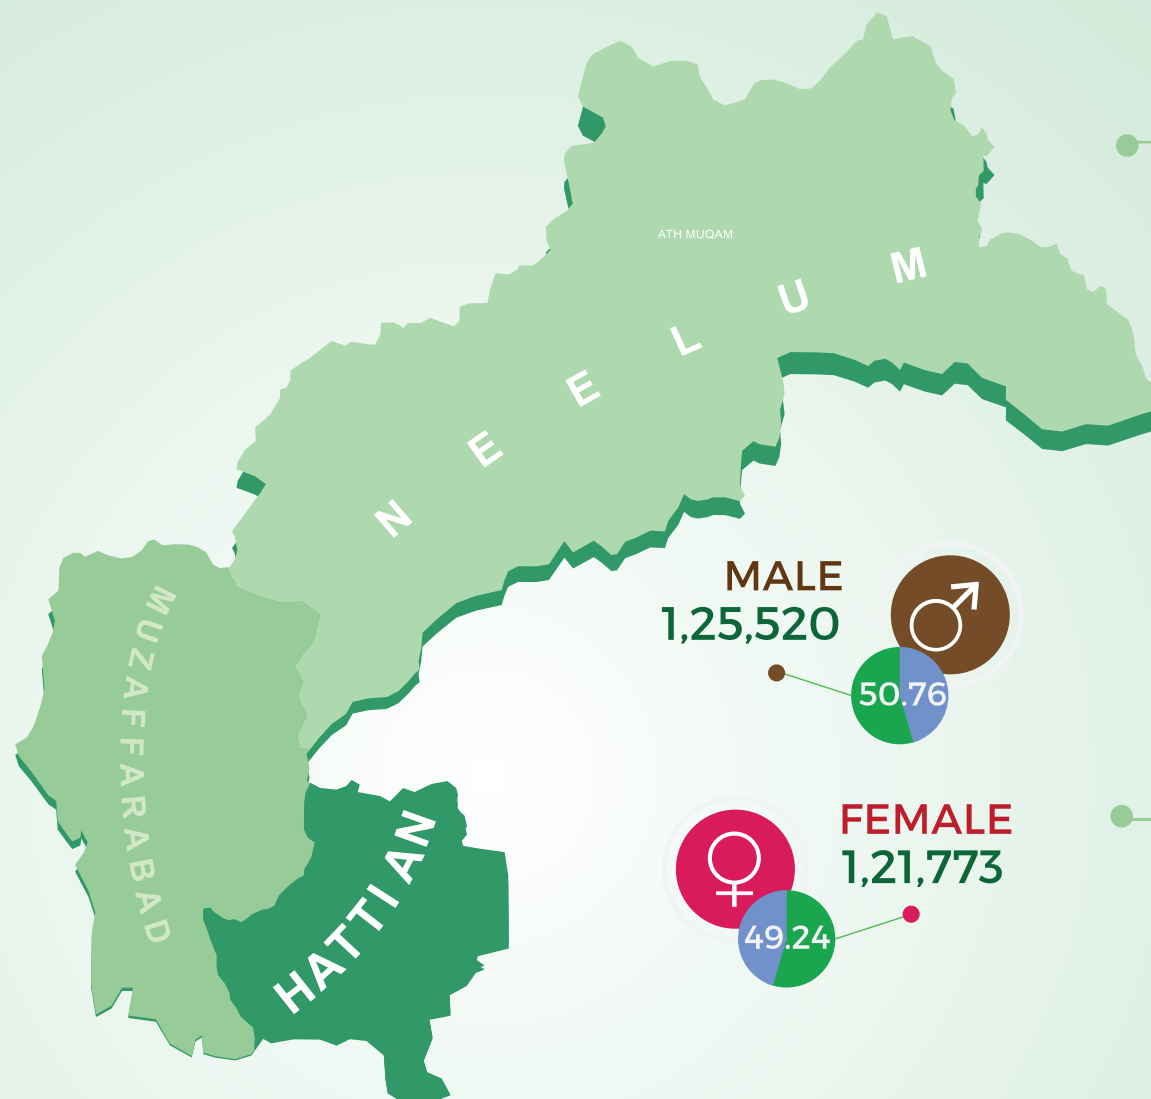 ATH MUQAM
NEELUM
MUZAFFARABAD
HATTIAN
MALE
1,25,520
50.76
FEMALE
1,21,773
49.24